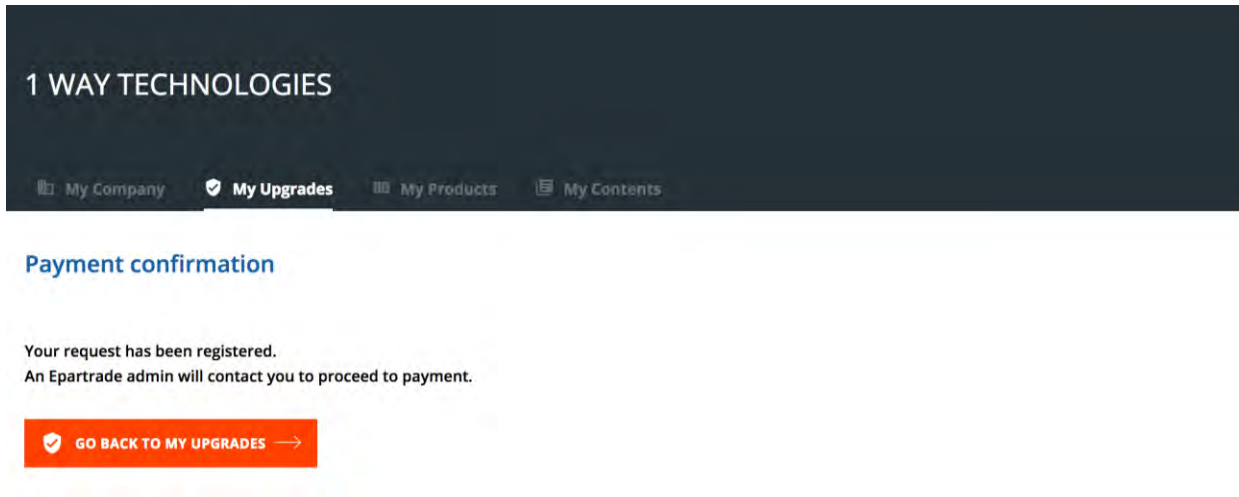 1 WAY TECHNOLOGIES
My Company My Upgrades My Products My Contents
Payment confirmation
Your request has been registered.
An Epartrade admin will contact you to proceed to payment.
GO BACK TO MY UPGRADES